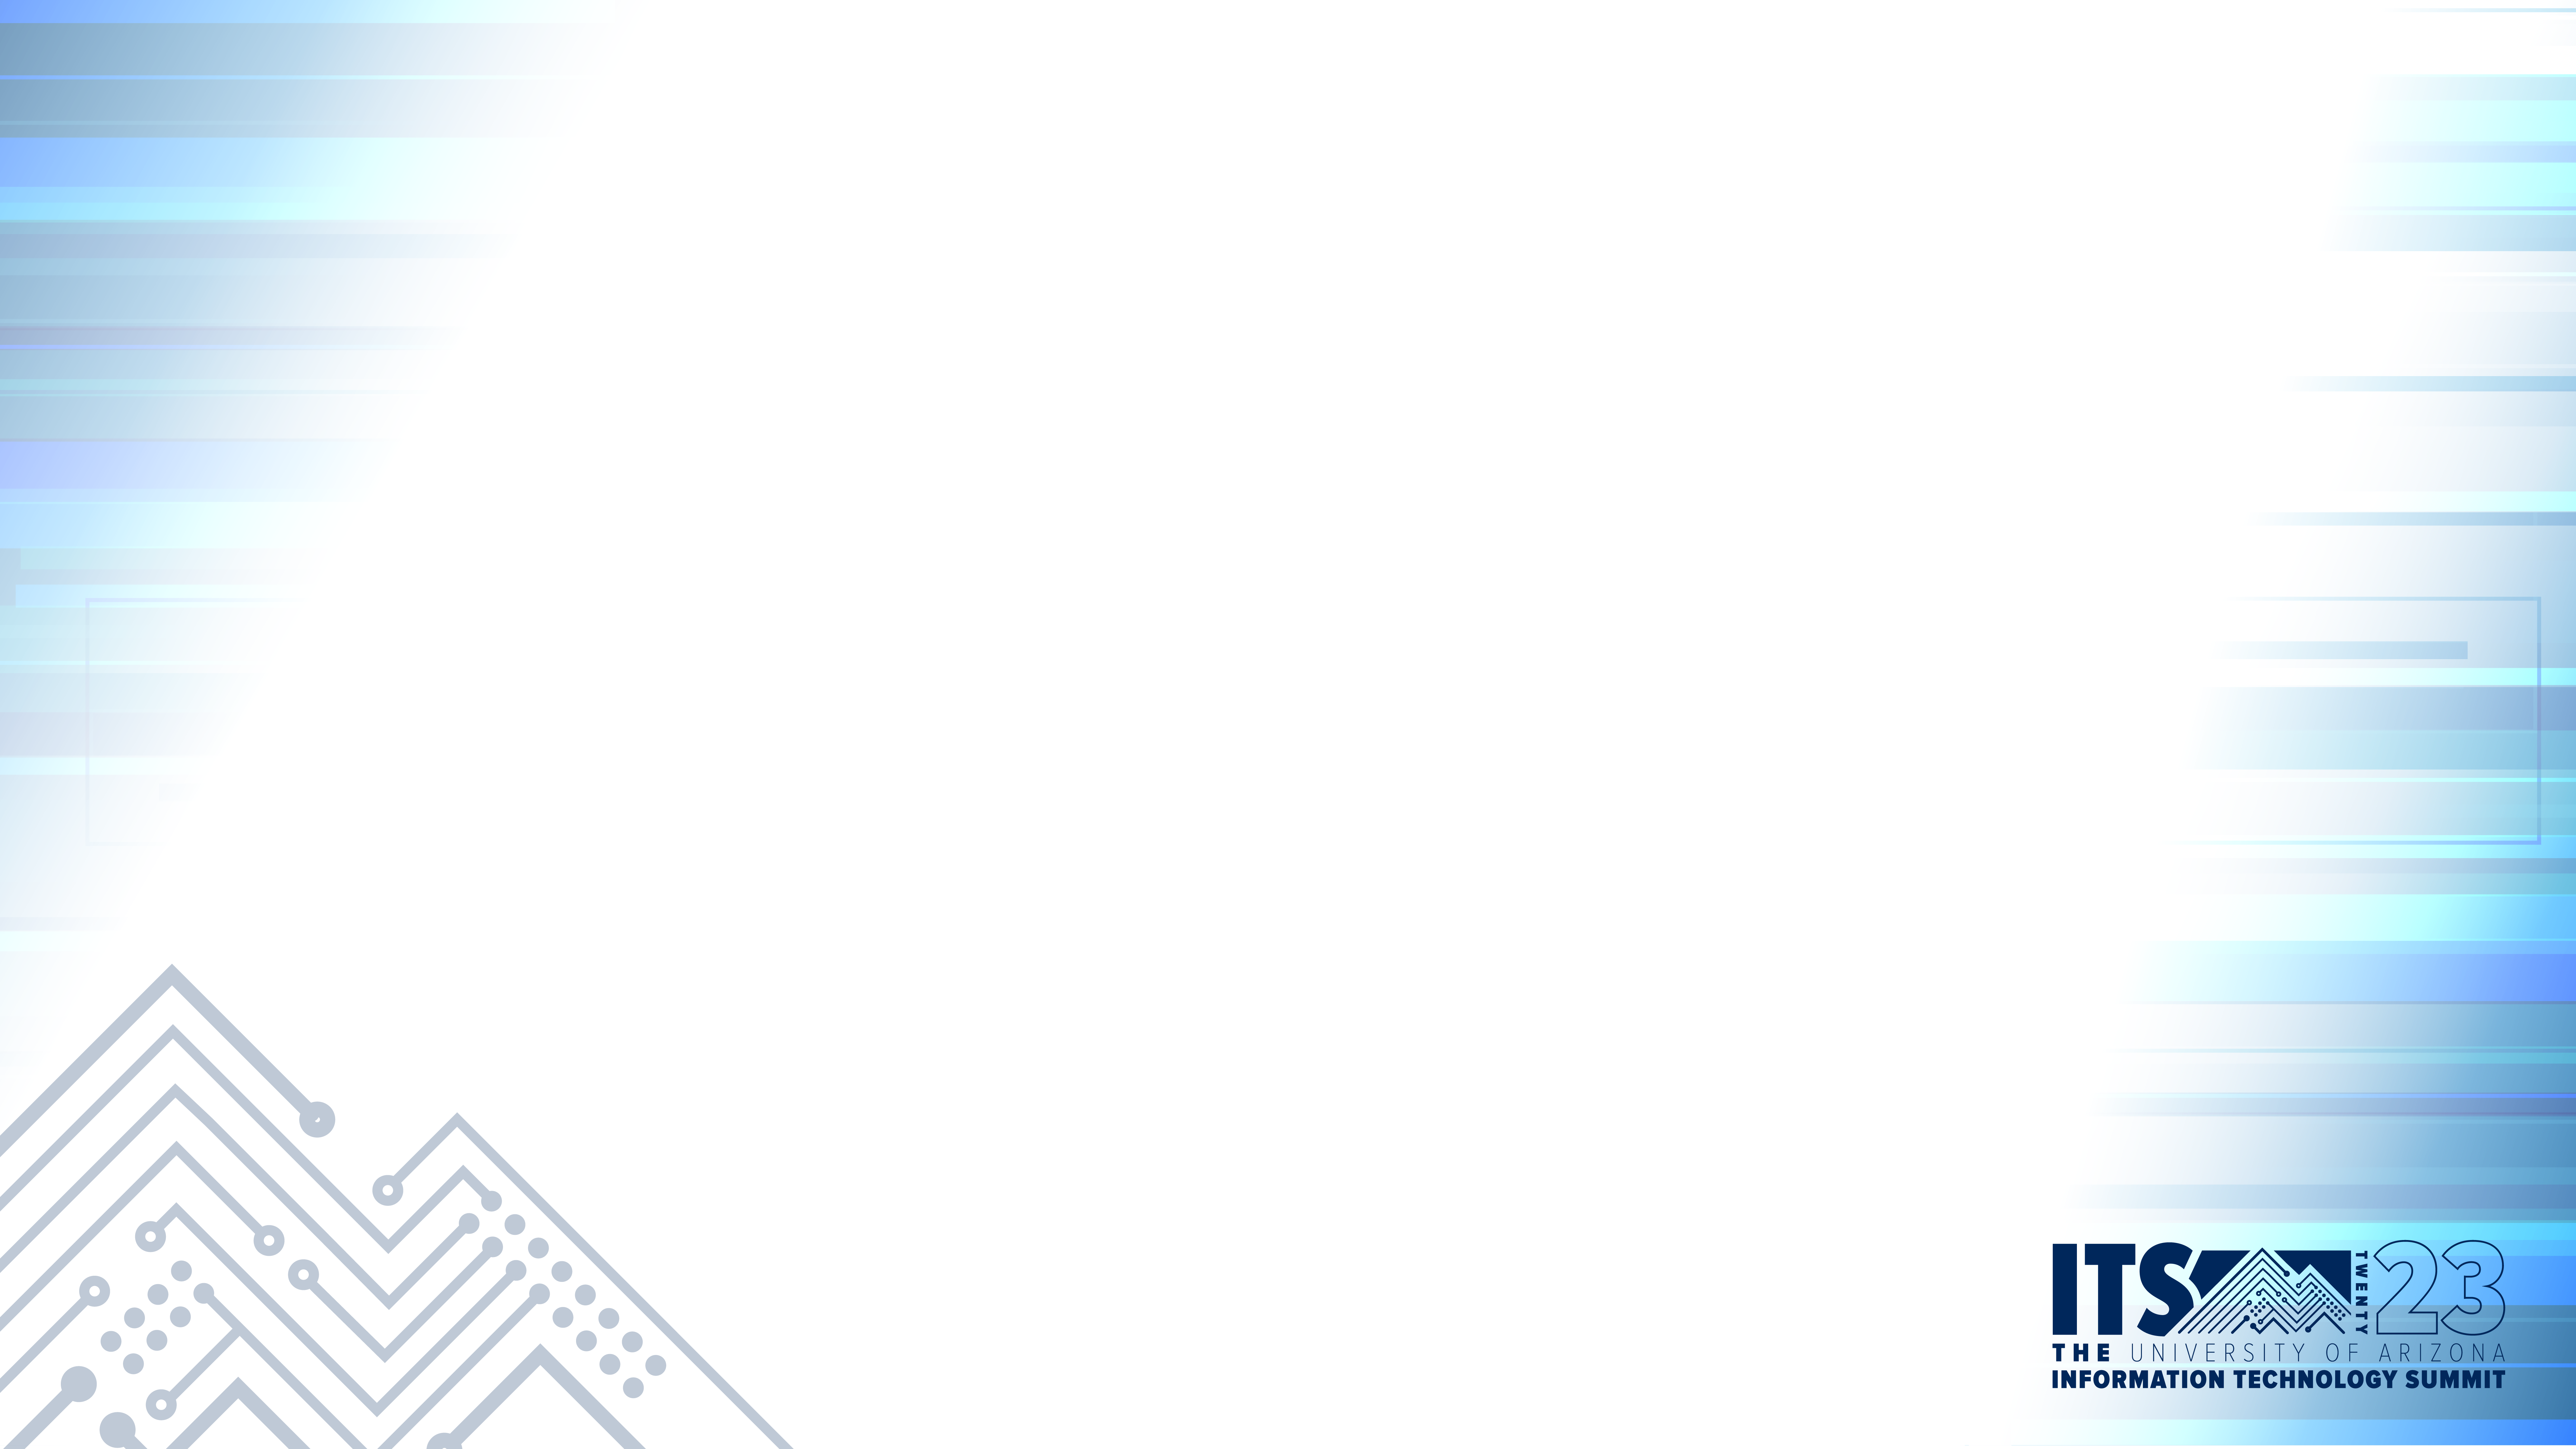 ITS TWENTY 23
THE UNIVERSITY OF ARIZONA
INFORMATION TECHNOLOGY SUMMIT